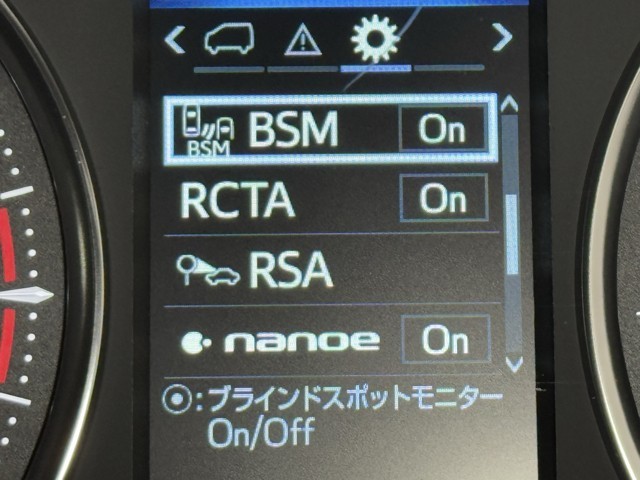 BSM BSM On
RCTA On
RSA
nanoe On
⦿:ブラインドスポットモニター
On/Off